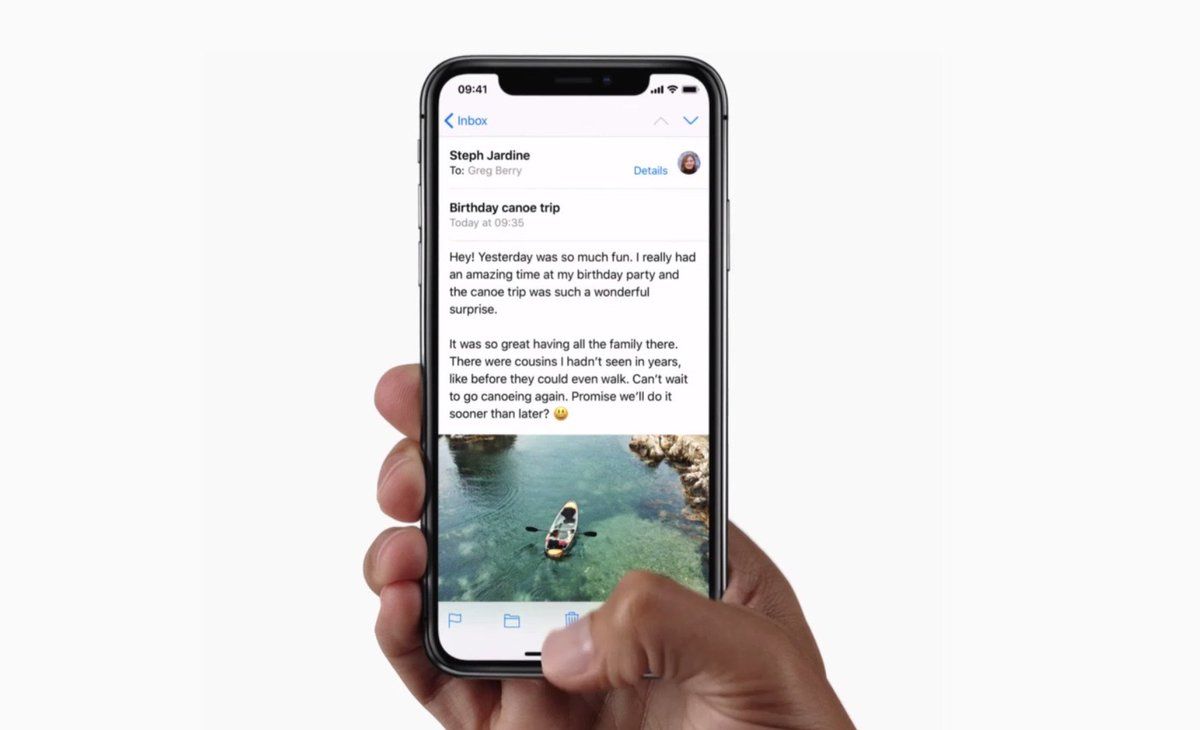 09:41
Inbox
Steph Jardine
To: Greg Berry
Details
Birthday canoe trip
Today at 09:35
Hey! Yesterday was so much fun. I really had
an amazing time at my birthday party and
the canoe trip was such a wonderful
surprise.
It was so great having all the family there.
There were cousins I hadn’t seen in years,
like before they could even walk. Can’t wait
to go canoeing again. Promise we’ll do it
sooner than later? 😃